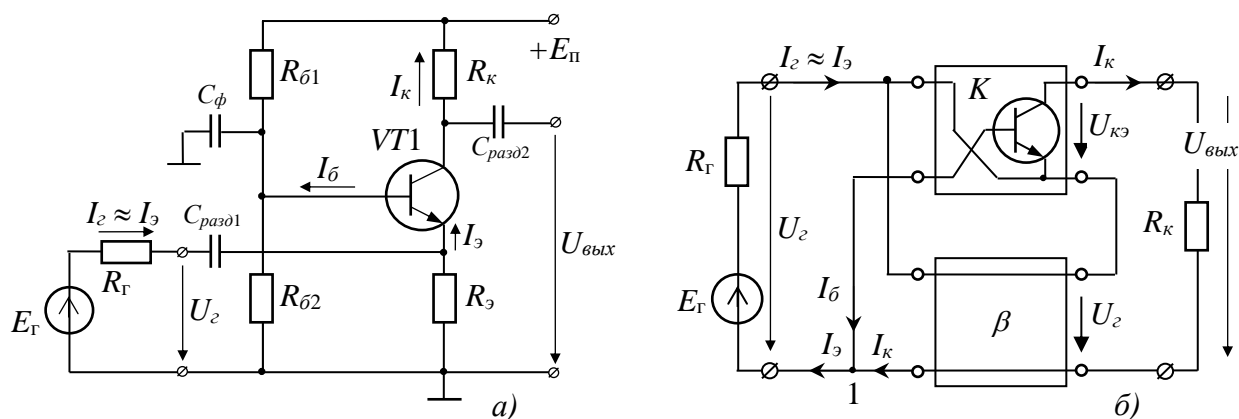 +Eп
Rб1
Rк
Iк
Cф
VT1
Cразд2
Iб
Iг ≈ Iэ
Cразд1
Iэ
Uвых
Rг
Rб2
Rэ
Eг
Uг
а)
Iг ≈ Iэ
K
Iк
Uкэ
Uвых
Rг
Uг
Rк
Iб
Eг
β
Uг
Iэ
Iк
1
б)